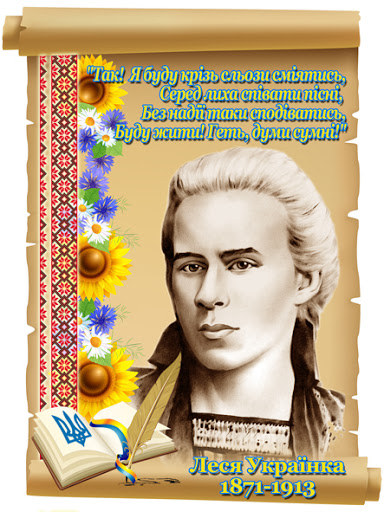 "Так! Я буду крізь сльози сміятись,
Серед лиха співати пісні,
Без надії таки сподіватись,
Буду жити! Геть, думи сумні!"
Леся Українка
1871-1913